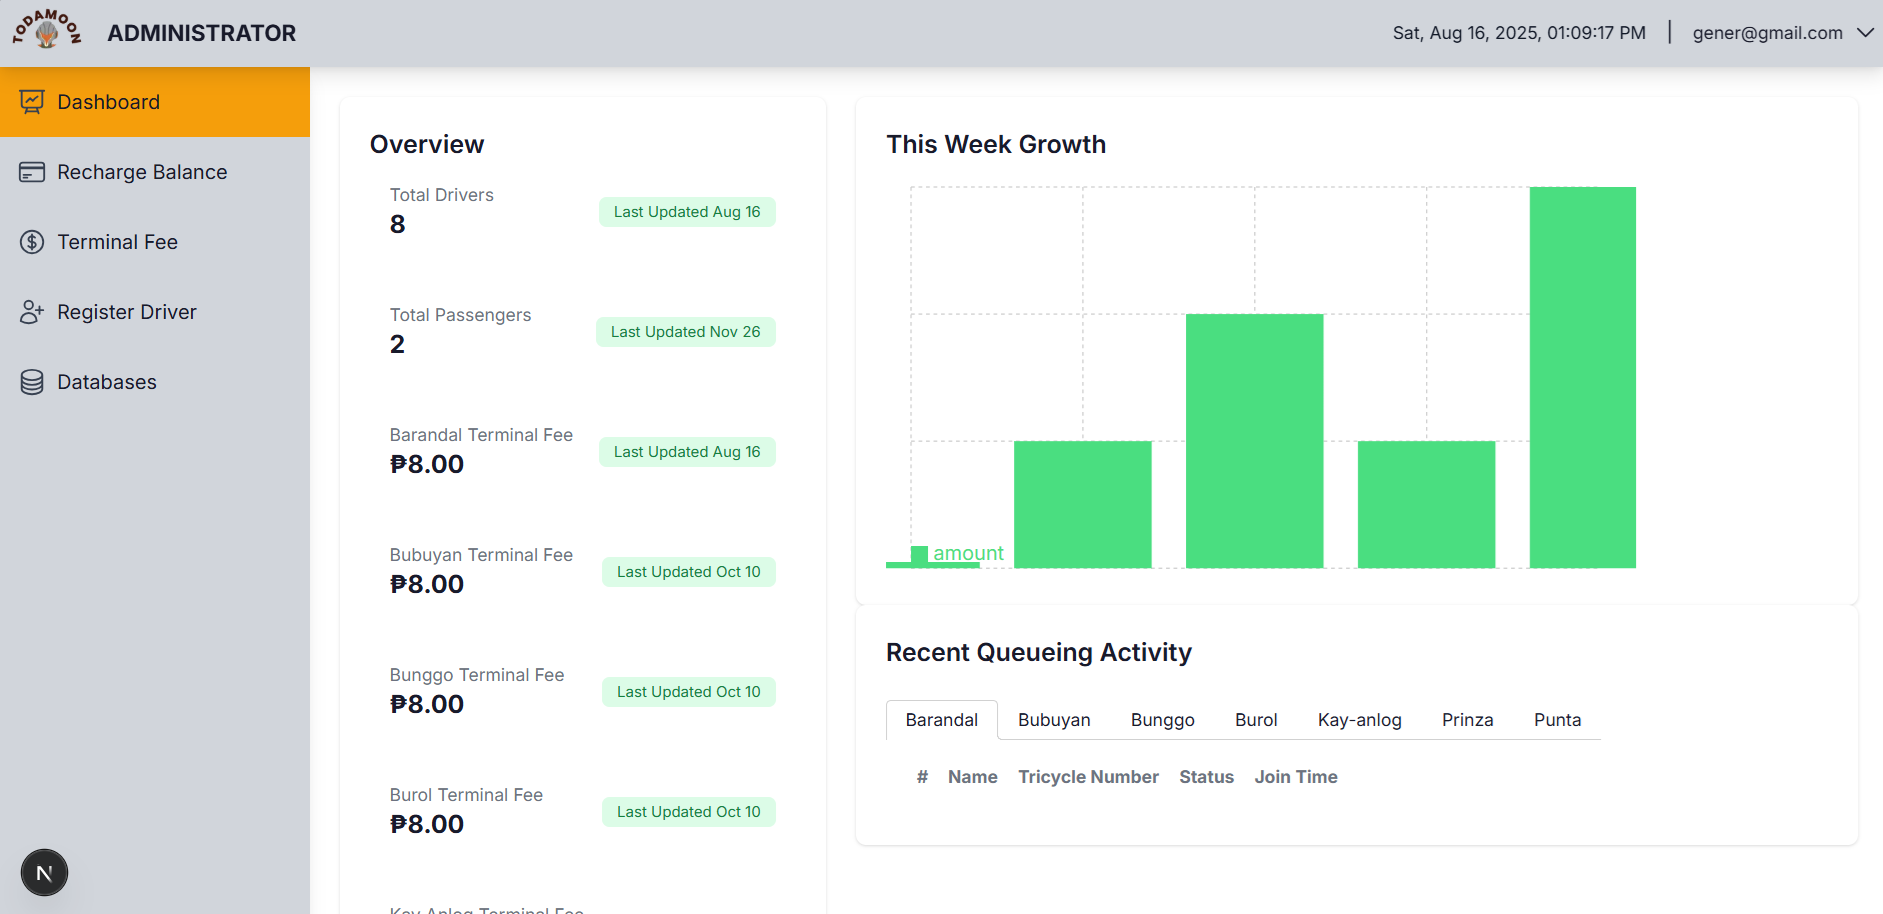 TODAMOON
ADMINISTRATOR
Sat, Aug 16, 2025, 01:09:17 PM
gener@gmail.com
Dashboard
Recharge Balance
Terminal Fee
Register Driver
Databases
N
Overview
Total Drivers
8
Last Updated Aug 16
Total Passengers
2
Last Updated Nov 26
Barandal Terminal Fee
₱8.00
Last Updated Aug 16
Bubuyan Terminal Fee
₱8.00
Last Updated Oct 10
Bunggo Terminal Fee
₱8.00
Last Updated Oct 10
Burol Terminal Fee
₱8.00
Last Updated Oct 10
Kay Anlog Terminal Fee
This Week Growth
amount
Recent Queueing Activity
Barandal Bubuyan Bunggo Burol Kay-anlog Prinza Punta
# Name Tricycle Number Status Join Time